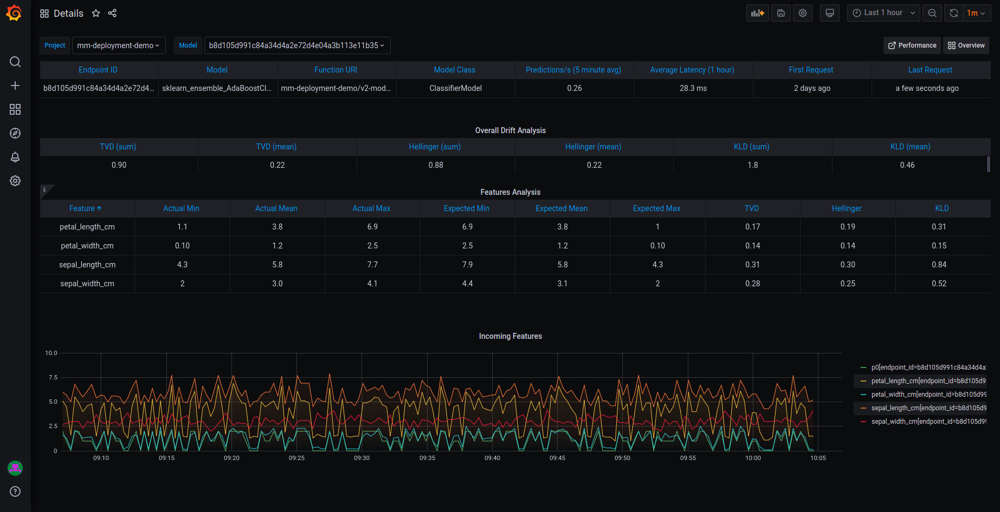 Details
Last 1 hour
1m
Project mm-deployment-demo Model b8d105d991c84a34d4a2e72d4e04a3b113e11b35 Performance Overview
Endpoint ID Model Function URI Model Class Predictions/s (5 minute avg) Average Latency (1 hour) First Request Last Request
b8d105d991c84a34d4a2e72d4... sklearn_ensemble_AdaBoostCl... mm-deployment-demo/v2-mod... ClassifierModel 0.26 28.3 ms 2 days ago a few seconds ago
Overall Drift Analysis
TVD (sum) TVD (mean) Hellinger (sum) Hellinger (mean) KLD (sum) KLD (mean)
0.90 0.22 0.88 0.22 1.8 0.46
i
Features Analysis
Feature Actual Min Actual Mean Actual Max Expected Min Expected Mean Expected Max TVD Hellinger KLD
petal_length_cm 1.1 3.8 6.9 6.9 3.8 1 0.17 0.19 0.31
petal_width_cm 0.10 1.2 2.5 2.5 1.2 0.10 0.14 0.14 0.15
sepal_length_cm 4.3 5.8 7.7 7.9 5.8 4.3 0.31 0.30 0.84
sepal_width_cm 2 3.0 4.1 4.4 3.1 2 0.28 0.25 0.52
Incoming Features
10.0
7.5
5.0
2.5
0
09:10 09:15 09:20 09:25 09:30 09:35 09:40 09:45 09:50 09:55 10:00 10:05
p0[endpoint_id=b8d105d991c84a34d4a
petal_length_cm[endpoint_id=b8d105d9
petal_width_cm[endpoint_id=b8d105d99
sepal_length_cm[endpoint_id=b8d105d9
sepal_width_cm[endpoint_id=b8d105d99